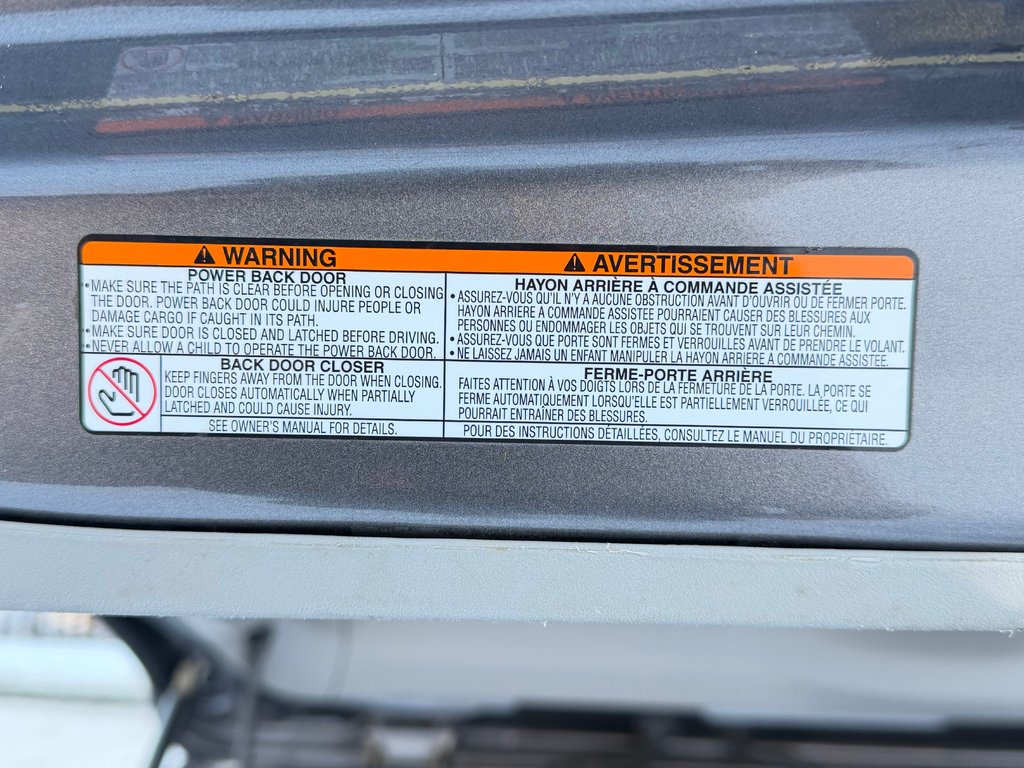 WARNING
POWER BACK DOOR
•MAKE SURE THE PATH IS CLEAR BEFORE OPENING OR CLOSING
THE DOOR. POWER BACK DOOR COULD INJURE PEOPLE OR
DAMAGE CARGO IF CAUGHT IN ITS PATH.
•MAKE SURE DOOR IS CLOSED AND LATCHED BEFORE DRIVING.
•NEVER ALLOW A CHILD TO OPERATE THE POWER BACK DOOR.
BACK DOOR CLOSER
KEEP FINGERS AWAY FROM THE DOOR WHEN CLOSING.
DOOR CLOSES AUTOMATICALLY WHEN PARTIALLY
LATCHED AND COULD CAUSE INJURY.
SEE OWNER'S MANUAL FOR DETAILS.
AVERTISSEMENT
HAYON ARRIÈRE À COMMANDE ASSISTÉE
•ASSUREZ-VOUS QU'IL N'Y A AUCUNE OBSTRUCTION AVANT D'OUVRIR OU DE FERMER PORTE.
HAYON ARRIERE A COMMANDE ASSISTÉE POURRAIENT CAUSER DES BLESSURES AUX
PERSONNES OU ENDOMMAGER LES OBJETS QUI SE TROUVENT SUR LEUR CHEMIN.
•ASSUREZ-VOUS QUE PORTE SONT FERMES ET VERROUILLES AVANT DE PRENDRE LE VOLANT.
•NE LAISSEZ JAMAIS UN ENFANT MANIPULER LA HAYON ARRIERE A COMMANDE ASSISTÉE.
FERME-PORTE ARRIÈRE
FAITES ATTENTION À VOS DOIGTS LORS DE LA FERMETURE DE LA PORTE. LA PORTE SE
FERME AUTOMATIQUEMENT LORSQU'ELLE EST PARTIELLEMENT VERROUILLÉE, CE QUI
POURRAIT ENTRAÎNER DES BLESSURES.
POUR DES INSTRUCTIONS DÉTAILLÉES, CONSULTEZ LE MANUEL DU PROPRIÉTAIRE.